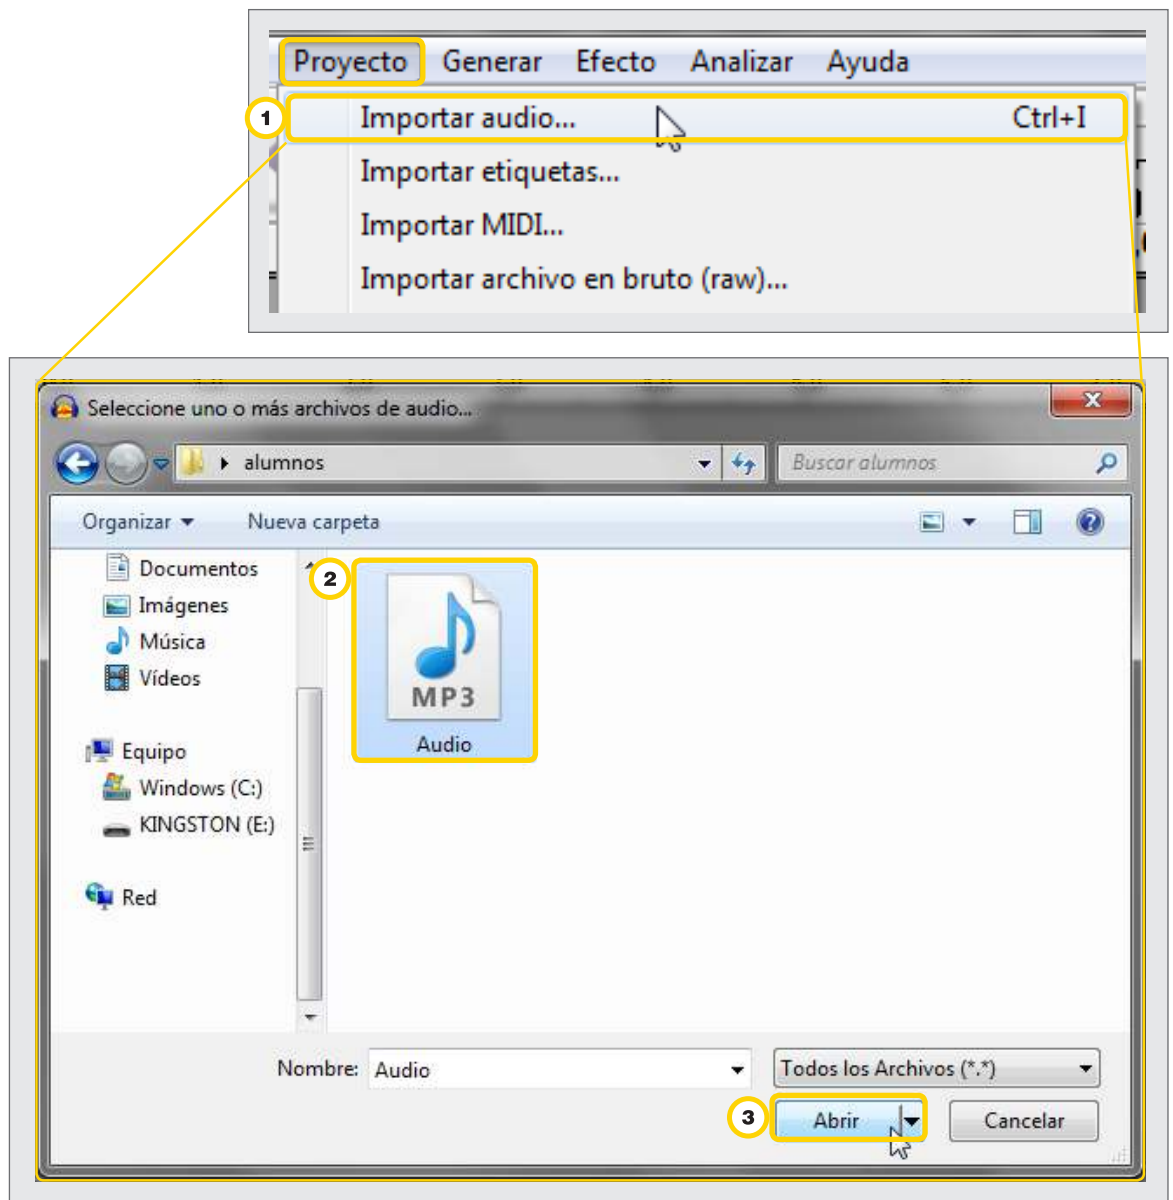 Proyecto Generar Efecto Analizar Ayuda
1 Importar audio... Ctrl+I
Importar etiquetas...
Importar MIDI...
Importar archivo en bruto (raw)...
Seleccione uno o más archivos de audio...
alumnos Buscar alumnos
Organizar Nueva carpeta
Documentos
Imágenes
Música
Vídeos
Equipo
Windows (C:)
KINGSTON (E:)
Red
2
MP3
Audio
Nombre: Audio Todos los Archivos (*.*)
3 Abrir Cancelar